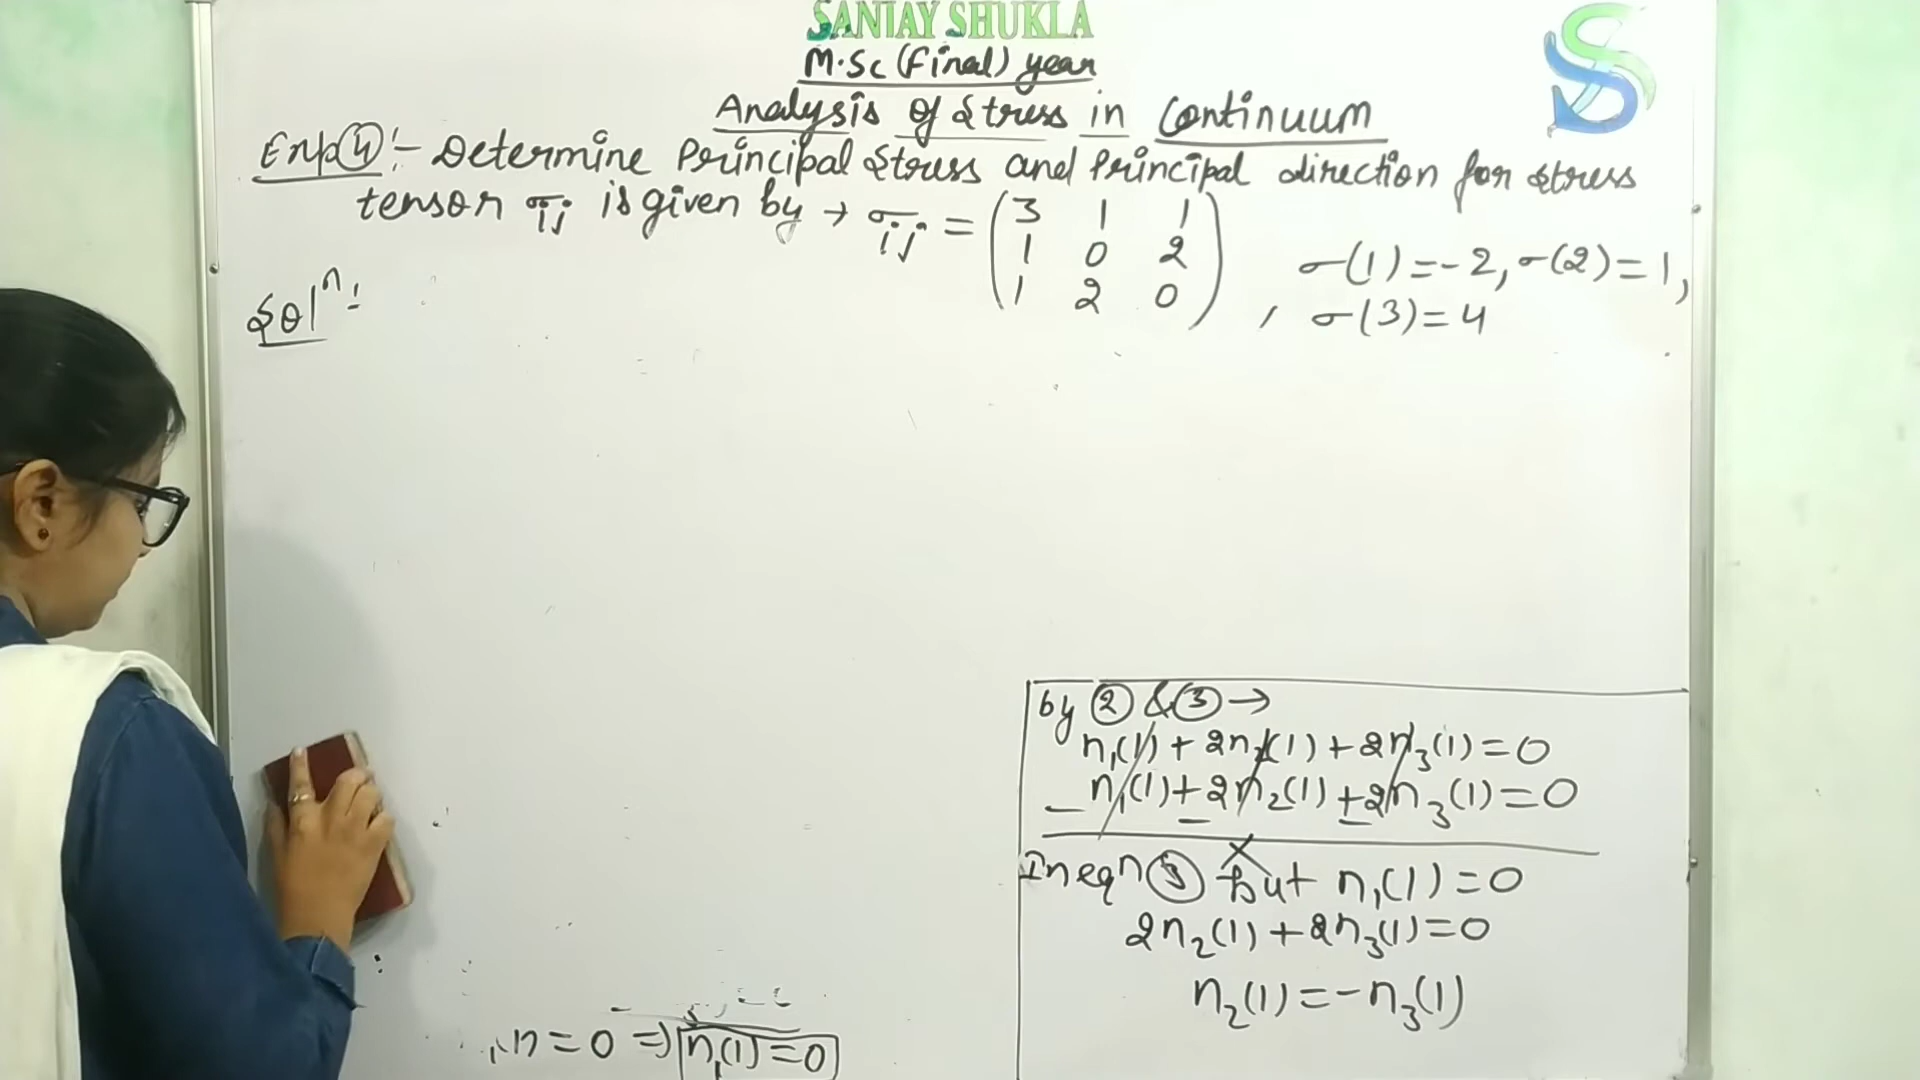 SANJAY SHUKLA
M.Sc (Final) year
Analysis of Stress in Continuum
Exp(4):- Determine Principal Stress and Principal direction for stress
tensor σij is given by → σij = (3 1 1
1 0 2
1 2 0)
, σ(1)=-2, σ(2)=1,
σ(3)=4
Solⁿ:
n=0 ⇒ n₁(1)=0
by ② & ③ →
n₁(1) + 2n₂(1) + 2n₃(1) = 0
n₁(1) + 2n₂(1) + 2n₃(1) = 0
In eqn ③ Put n₁(1) = 0
2n₂(1) + 2n₃(1) = 0
n₂(1) = -n₃(1)